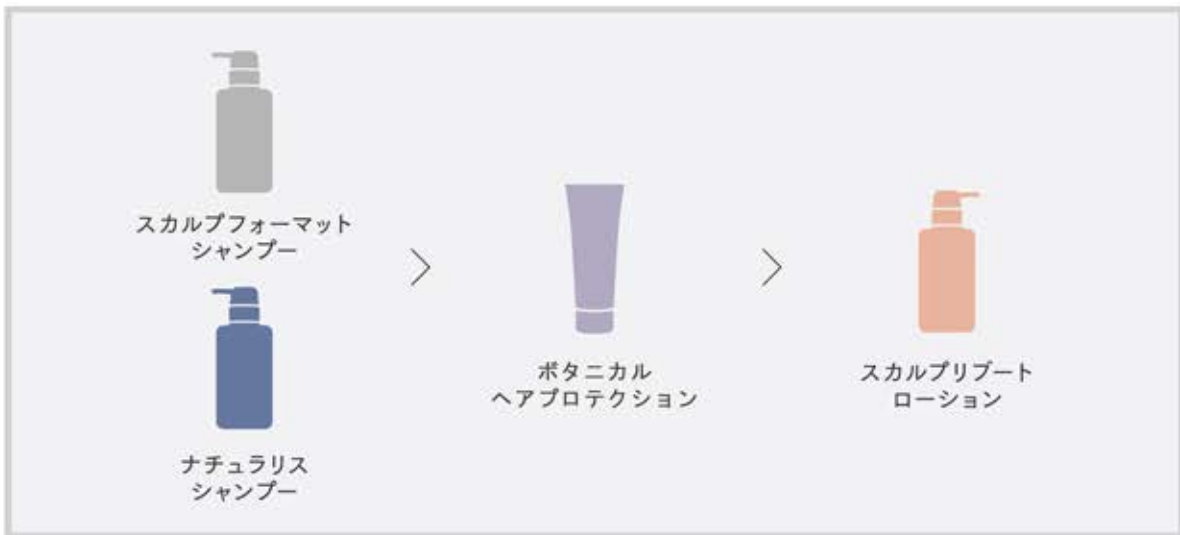 スカルプフォーマット
シャンプー
ナチュラリス
シャンプー
ボタニカル
ヘアプロテクション
スカルプリブート
ローション